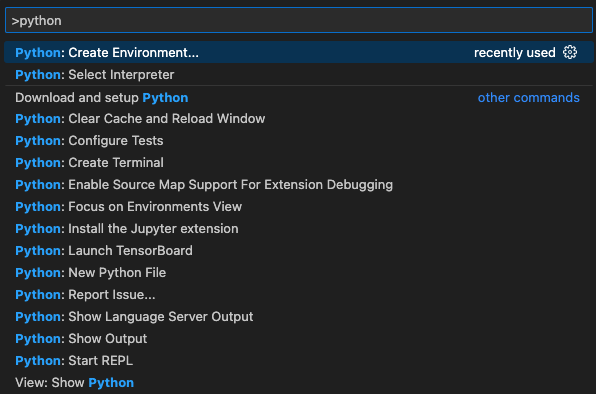 >python
Python: Create Environment... recently used
Python: Select Interpreter
Download and setup Python other commands
Python: Clear Cache and Reload Window
Python: Configure Tests
Python: Create Terminal
Python: Enable Source Map Support For Extension Debugging
Python: Focus on Environments View
Python: Install the Jupyter extension
Python: Launch TensorBoard
Python: New Python File
Python: Report Issue...
Python: Show Language Server Output
Python: Show Output
Python: Start REPL
View: Show Python